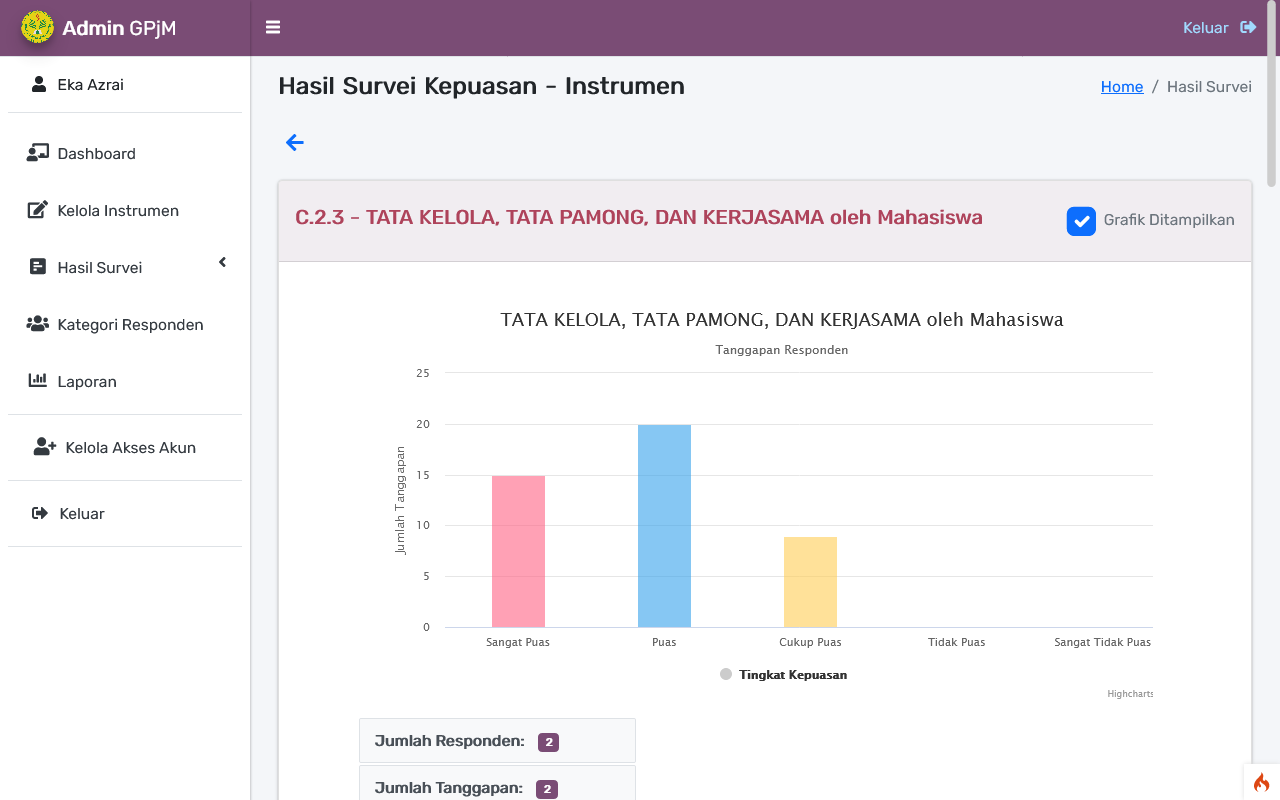 Admin GPjM
Keluar
Eka Azrai
Dashboard
Kelola Instrumen
Hasil Survei
Kategori Responden
Laporan
Kelola Akses Akun
Keluar
Hasil Survei Kepuasan - Instrumen
Home / Hasil Survei
C.2.3 - TATA KELOLA, TATA PAMONG, DAN KERJASAMA oleh Mahasiswa
Grafik Ditampilkan
TATA KELOLA, TATA PAMONG, DAN KERJASAMA oleh Mahasiswa
Tanggapan Responden
Jumlah Tanggapan
25
20
15
10
5
0
Sangat Puas
Puas
Cukup Puas
Tidak Puas
Sangat Tidak Puas
Tingkat Kepuasan
Highcharts
Jumlah Responden: 2
Jumlah Tanggapan: 2